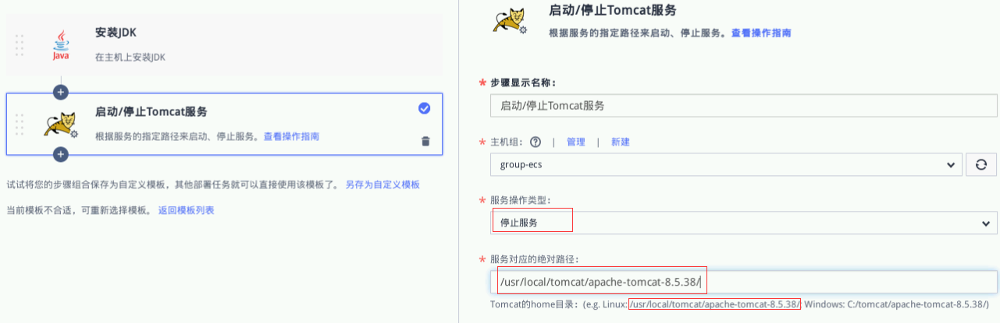 安装JDK
在主机上安装JDK
Java
启动/停止Tomcat服务
根据服务的指定路径来启动、停止服务。查看操作指南
试试将您的步骤组合保存为自定义模板，其他部署任务就可以直接使用该模板了。 另存为自定义模板
当前模板不合适，可重新选择模板。 返回模板列表
启动/停止Tomcat服务
根据服务的指定路径来启动、停止服务。查看操作指南
* 步骤显示名称：
启动/停止Tomcat服务
* 主机组： ? | 管理 | 新建
group-ecs
* 服务操作类型：
停止服务
* 服务对应的绝对路径：
/usr/local/tomcat/apache-tomcat-8.5.38/
Tomcat的home目录： (e.g. Linux: /usr/local/tomcat/apache-tomcat-8.5.38/; Windows: C:/tomcat/apache-tomcat-8.5.38/)